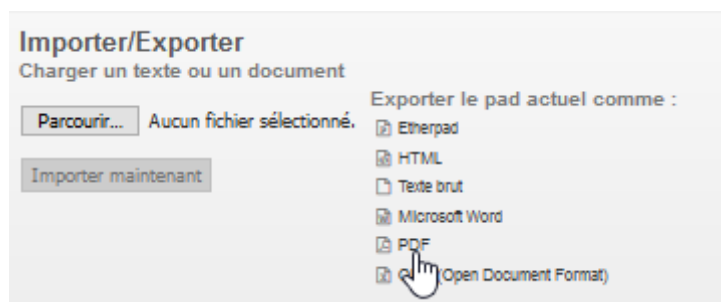 Importer/Exporter
Charger un texte ou un document
Parcourir... Aucun fichier sélectionné.
Importer maintenant
Exporter le pad actuel comme :
Etherpad
HTML
Texte brut
Microsoft Word
PDF
(Open Document Format)